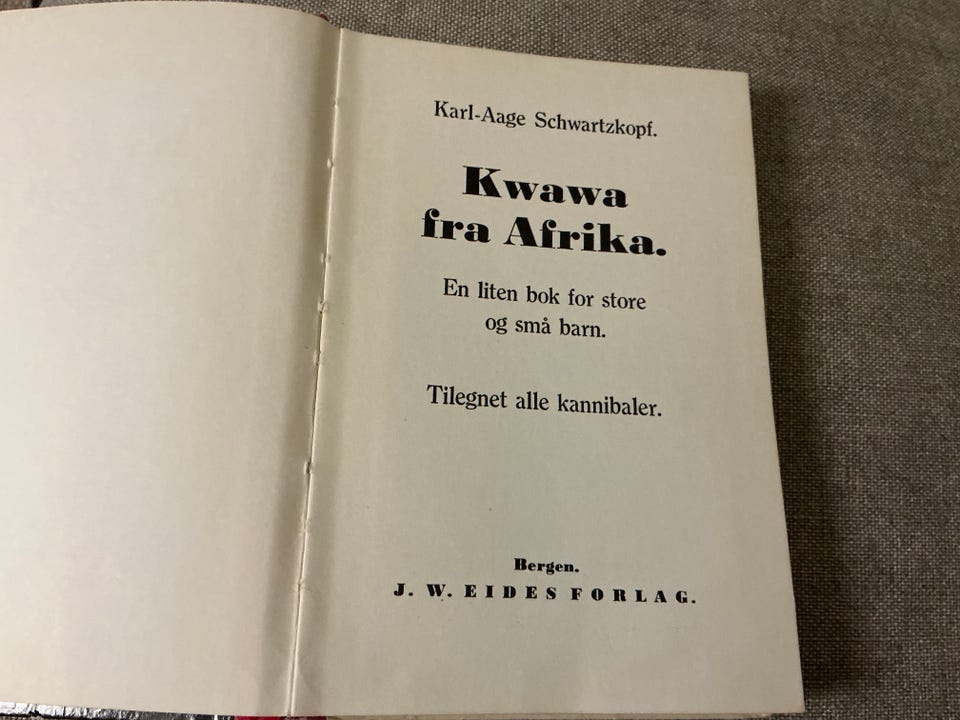 Karl-Aage Schwartzkopf.
Kwawa
fra Afrika.
En liten bok for store
og små barn.
Tilegnet alle kannibaler.
Bergen.
J. W. EIDES FORLAG.